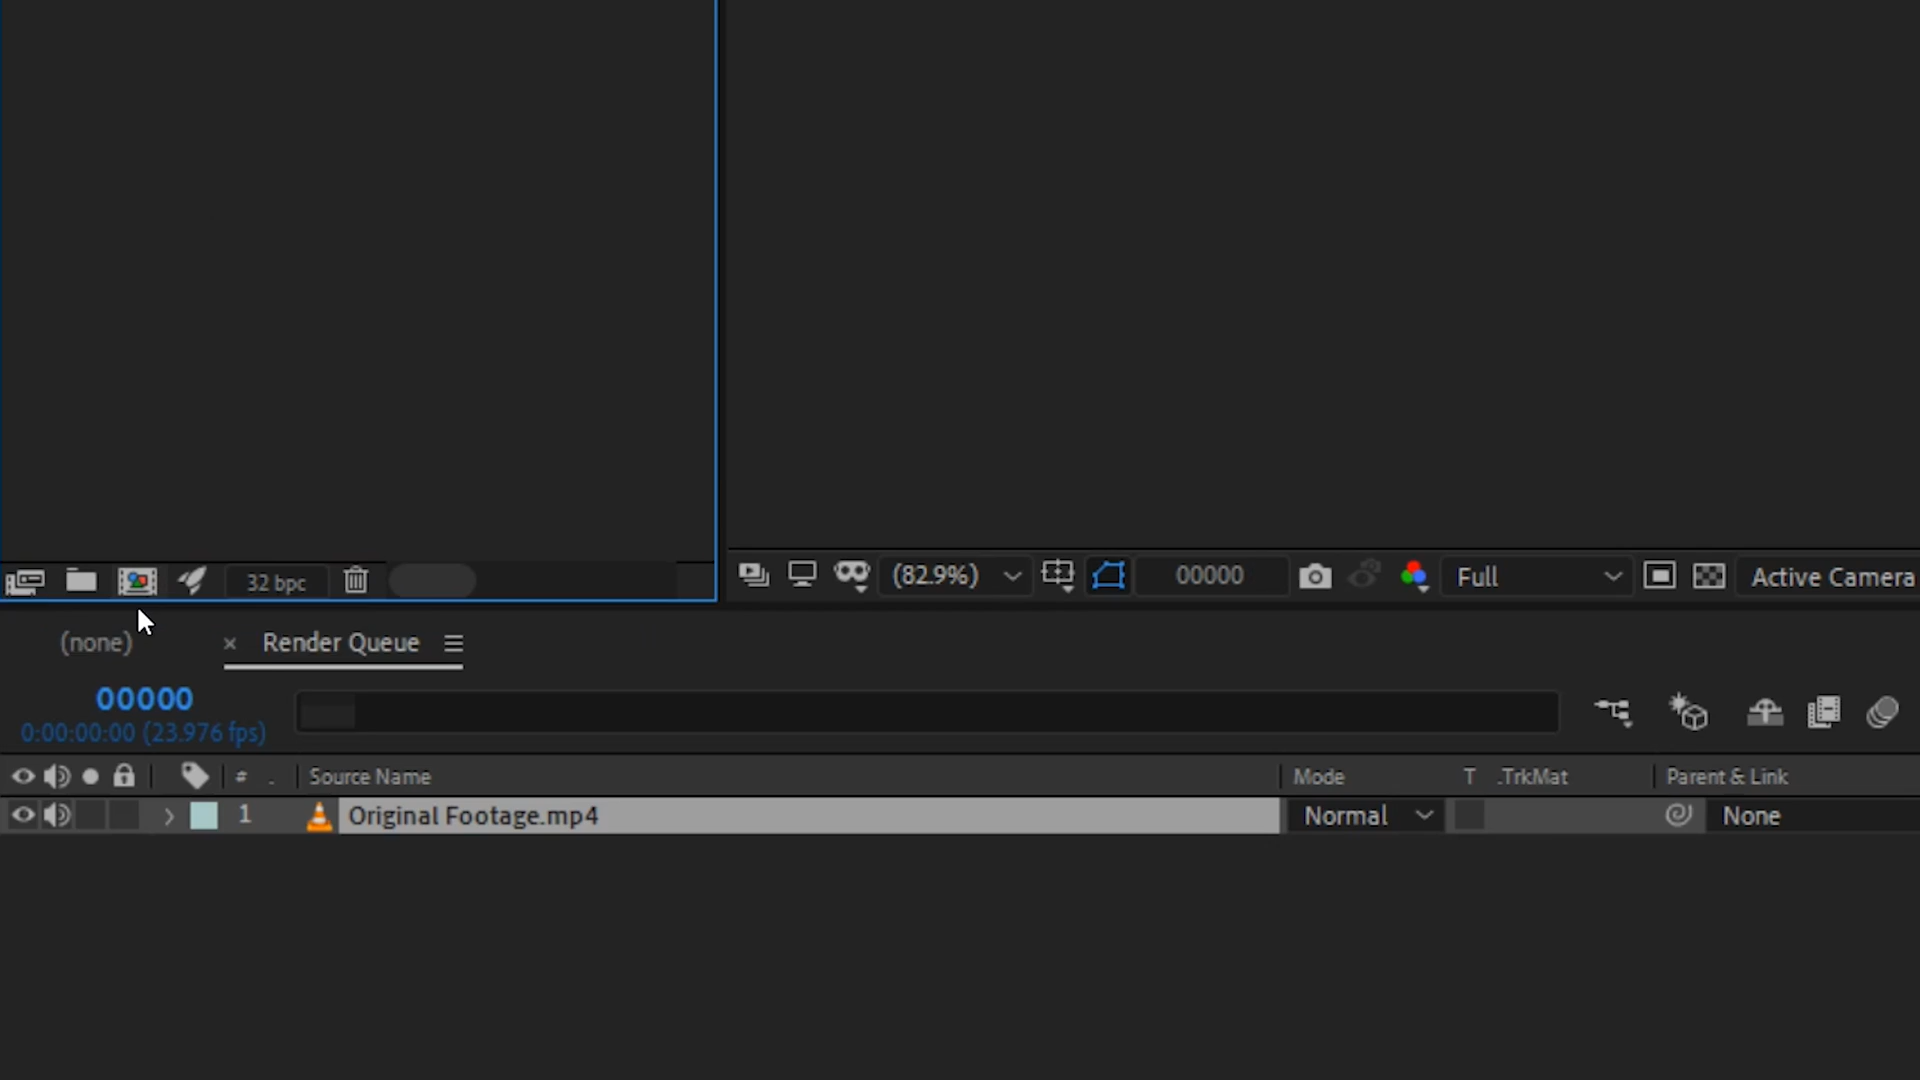 32 bpc
(82.9%) 00000 Full Active Camera
(none) × Render Queue
00000
0:00:00:00 (23.976 fps)
# . Source Name Mode T .TrkMat Parent & Link
1 Original Footage.mp4 Normal None